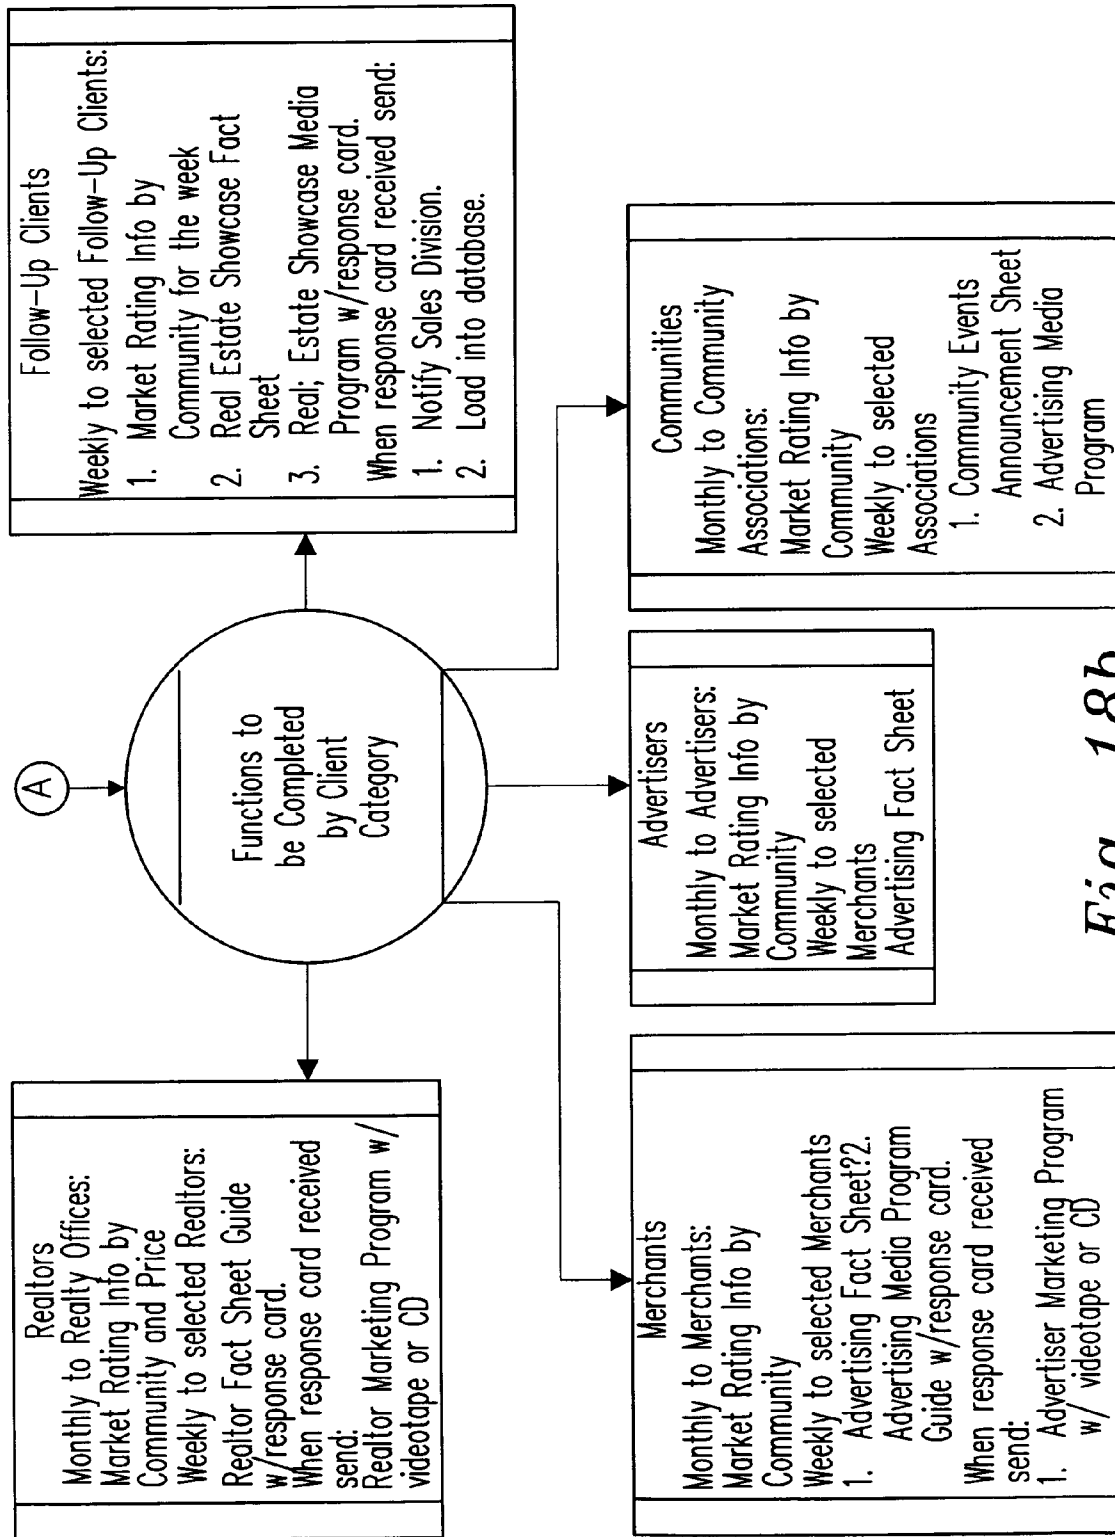 A
Functions to
be Completed
by Client
Category
Realtors
Monthly to Realty Offices:
Market Rating Info by
Community and Price
Weekly to selected Realtors:
Realtor Fact Sheet Guide
w/response card.
When response card received
send:
Realtor Marketing Program w/
videotape or CD
Follow-Up Clients
Weekly to selected Follow-Up Clients:
1. Market Rating Info by
Community for the week
2. Real Estate Showcase Fact
Sheet
3. Real; Estate Showcase Media
Program w/response card.
When response card received send:
1. Notify Sales Division.
2. Load into database.
Merchants
Monthly to Merchants:
Market Rating Info by
Community
Weekly to selected Merchants
1. Advertising Fact Sheet?2.
Advertising Media Program
Guide w/response card.
When response card received
send:
1. Advertiser Marketing Program
w/ videotape or CD
Advertisers
Monthly to Advertisers:
Market Rating Info by
Community
Weekly to selected
Merchants
Advertising Fact Sheet
Communities
Monthly to Community
Associations:
Market Rating Info by
Community
Weekly to selected
Associations
1. Community Events
Announcement Sheet
2. Advertising Media
Program
Fig. 18b